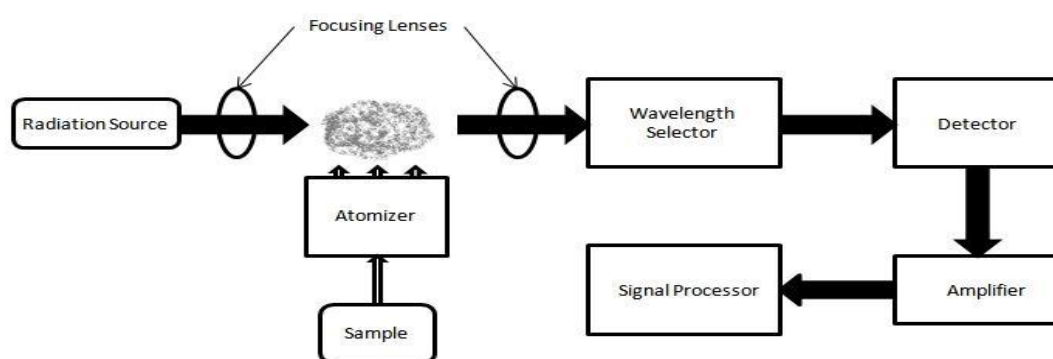 Focusing Lenses
Radiation Source
Wavelength
Selector
Detector
Atomizer
Signal Processor
Amplifier
Sample